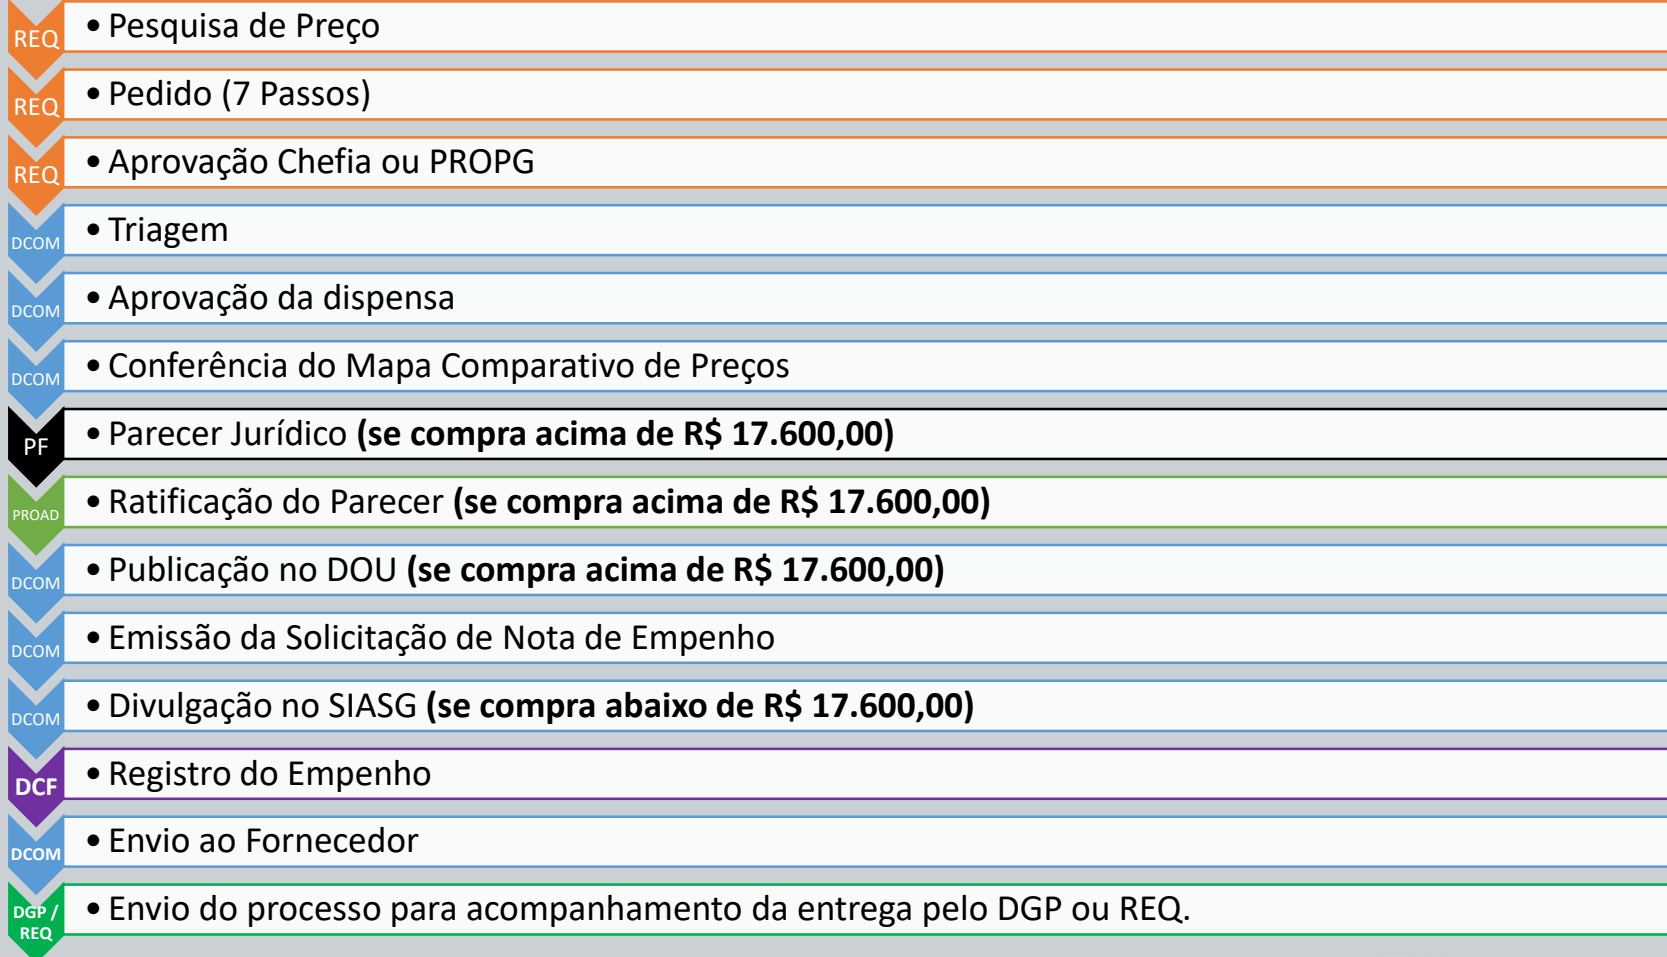 REQ
• Pesquisa de Preço
REQ
• Pedido (7 Passos)
REQ
• Aprovação Chefia ou PROPG
DCOM
• Triagem
DCOM
• Aprovação da dispensa
DCOM
• Conferência do Mapa Comparativo de Preços
PF
• Parecer Jurídico (se compra acima de R$ 17.600,00)
PROAD
• Ratificação do Parecer (se compra acima de R$ 17.600,00)
DCOM
• Publicação no DOU (se compra acima de R$ 17.600,00)
DCOM
• Emissão da Solicitação de Nota de Empenho
DCOM
• Divulgação no SIASG (se compra abaixo de R$ 17.600,00)
DCF
• Registro do Empenho
DCOM
• Envio ao Fornecedor
DGP /
REQ
• Envio do processo para acompanhamento da entrega pelo DGP ou REQ.